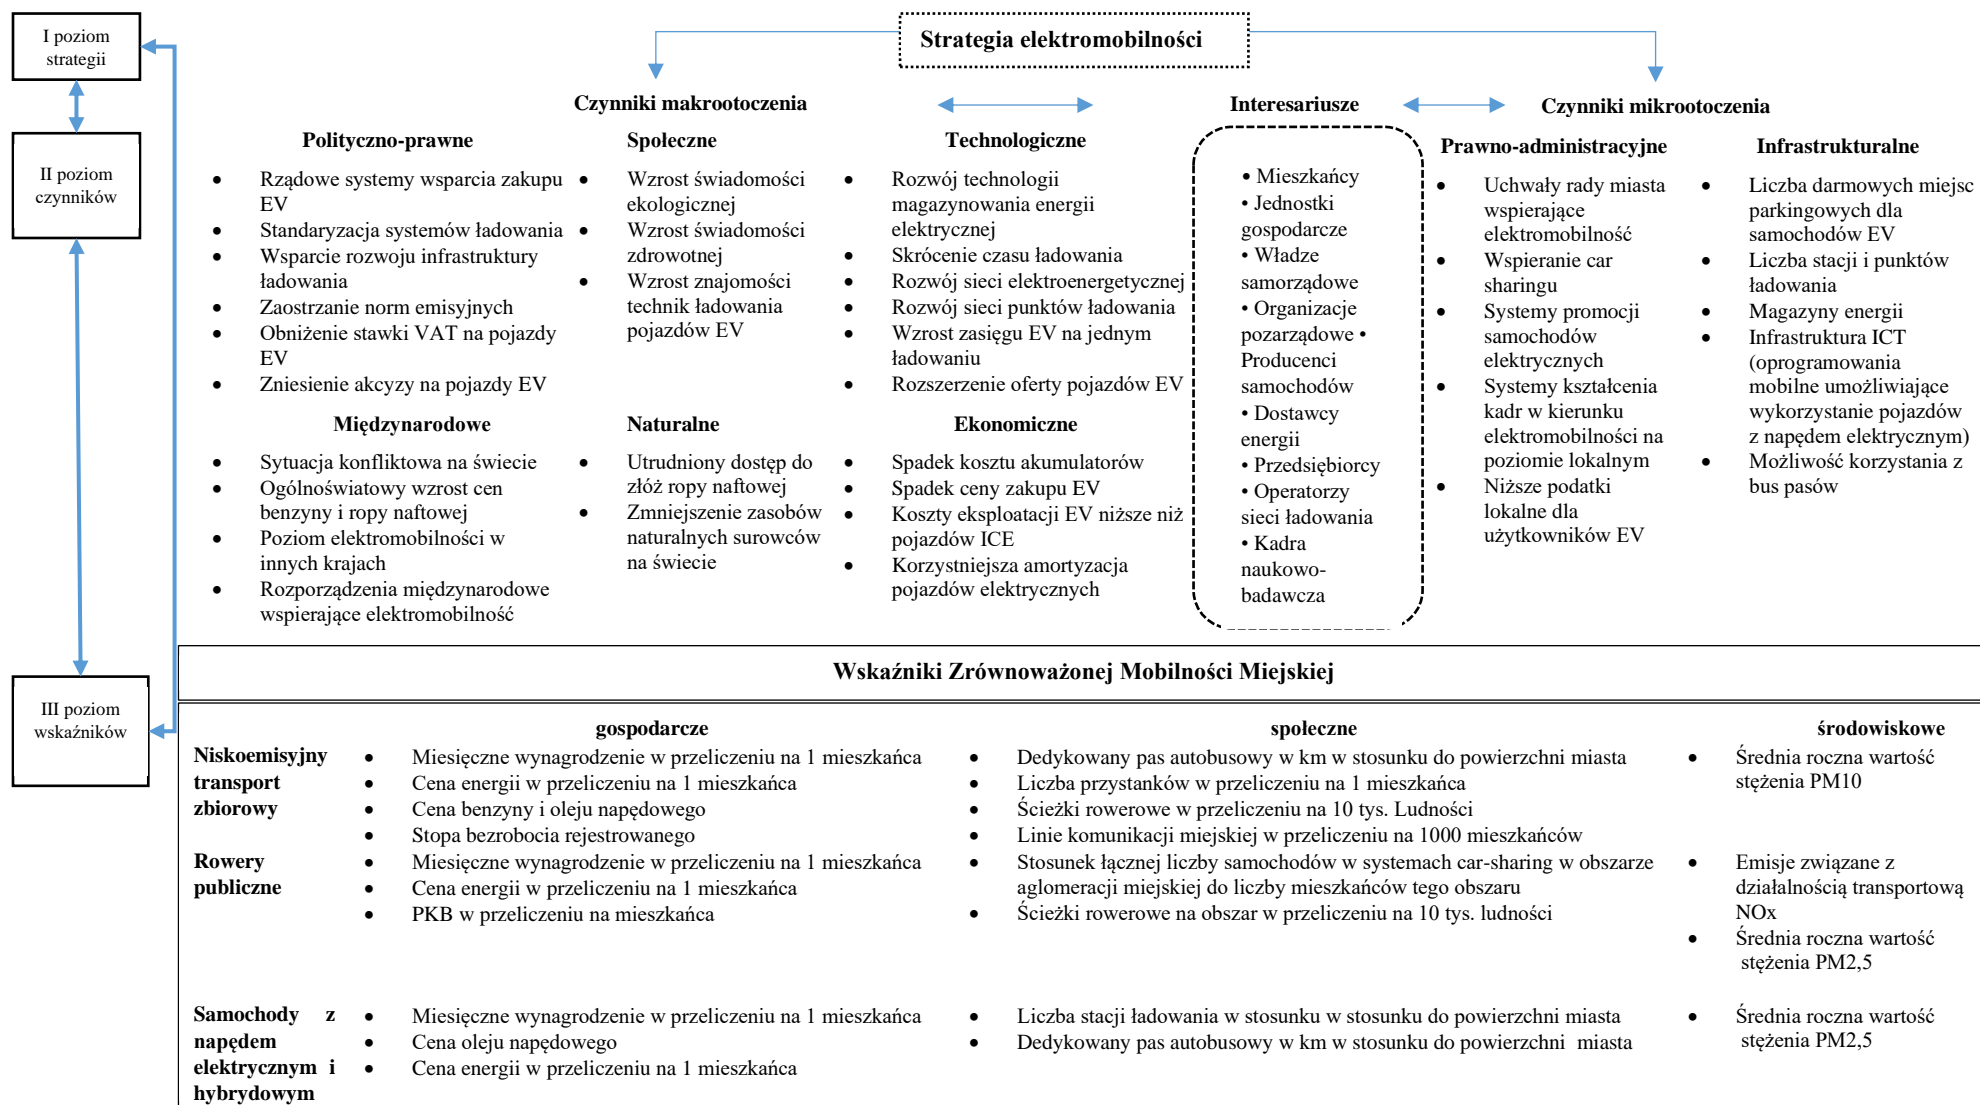 I poziom
strategii
II poziom
czynników
III poziom
wskaźników
Strategia elektromobilności
Czynniki makrootoczenia
Interesariusze
Czynniki mikrootoczenia
Polityczno-prawne
• Rządowe systemy wsparcia zakupu
EV
• Standaryzacja systemów ładowania
• Wsparcie rozwoju infrastruktury
ładowania
• Zaostrzanie norm emisyjnych
• Obniżenie stawki VAT na pojazdy
EV
• Zniesienie akcyzy na pojazdy EV
Społeczne
• Wzrost świadomości
ekologicznej
• Wzrost świadomości
zdrowotnej
• Wzrost znajomości
technik ładowania
pojazdów EV
Technologiczne
• Rozwój technologii
magazynowania energii
elektrycznej
• Skrócenie czasu ładowania
• Rozwój sieci elektroenergetycznej
• Rozwój sieci punktów ładowania
• Wzrost zasięgu EV na jednym
ładowaniu
• Rozszerzenie oferty pojazdów EV
Międzynarodowe
• Sytuacja konfliktowa na świecie
• Ogólnoświatowy wzrost cen
benzyny i ropy naftowej
• Poziom elektromobilności w
innych krajach
• Rozporządzenia międzynarodowe
wspierające elektromobilność
Naturalne
• Utrudniony dostęp do
złóż ropy naftowej
• Zmniejszenie zasobów
naturalnych surowców
na świecie
Ekonomiczne
• Spadek kosztu akumulatorów
• Spadek ceny zakupu EV
• Koszty eksploatacji EV niższe niż
pojazdów ICE
• Korzystniejsza amortyzacja
pojazdów elektrycznych
• Mieszkańcy
• Jednostki
gospodarcze
• Władze
samorządowe
• Organizacje
pozarządowe •
Producenci
samochodów
• Dostawcy
energii
• Przedsiębiorcy
• Operatorzy
sieci ładowania
• Kadra
naukowo-
badawcza
Prawno-administracyjne
• Uchwały rady miasta
wspierające
elektromobilność
• Wspieranie car
sharingu
• Systemy promocji
samochodów
elektrycznych
• Systemy kształcenia
kadr w kierunku
elektromobilności na
poziomie lokalnym
• Niższe podatki
lokalne dla
użytkowników EV
Infrastrukturalne
• Liczba darmowych miejsc
parkingowych dla
samochodów EV
• Liczba stacji i punktów
ładowania
• Magazyny energii
• Infrastruktura ICT
(oprogramowania
mobilne umożliwiające
wykorzystanie pojazdów
z napędem elektrycznym)
• Możliwość korzystania z
bus pasów
Wskaźniki Zrównoważonej Mobilności Miejskiej
gospodarcze
społeczne
środowiskowe
Niskoemisyjny
transport
zbiorowy
• Miesięczne wynagrodzenie w przeliczeniu na 1 mieszkańca
• Cena energii w przeliczeniu na 1 mieszkańca
• Cena benzyny i oleju napędowego
• Stopa bezrobocia rejestrowanego
• Dedykowany pas autobusowy w km w stosunku do powierzchni miasta
• Liczba przystanków w przeliczeniu na 1 mieszkańca
• Ścieżki rowerowe w przeliczeniu na 10 tys. Ludności
• Linie komunikacji miejskiej w przeliczeniu na 1000 mieszkańców
• Średnia roczna wartość
stężenia PM10
Rowery
publiczne
• Miesięczne wynagrodzenie w przeliczeniu na 1 mieszkańca
• Cena energii w przeliczeniu na 1 mieszkańca
• PKB w przeliczeniu na mieszkańca
• Stosunek łącznej liczby samochodów w systemach car-sharing w obszarze
aglomeracji miejskiej do liczby mieszkańców tego obszaru
• Ścieżki rowerowe na obszar w przeliczeniu na 10 tys. ludności
• Emisje związane z
działalnością transportową
NOx
• Średnia roczna wartość
stężenia PM2,5
Samochody z
napędem
elektrycznym i
hybrydowym
• Miesięczne wynagrodzenie w przeliczeniu na 1 mieszkańca
• Cena oleju napędowego
• Cena energii w przeliczeniu na 1 mieszkańca
• Liczba stacji ładowania w stosunku w stosunku do powierzchni miasta
• Dedykowany pas autobusowy w km w stosunku do powierzchni miasta
• Średnia roczna wartość
stężenia PM2,5